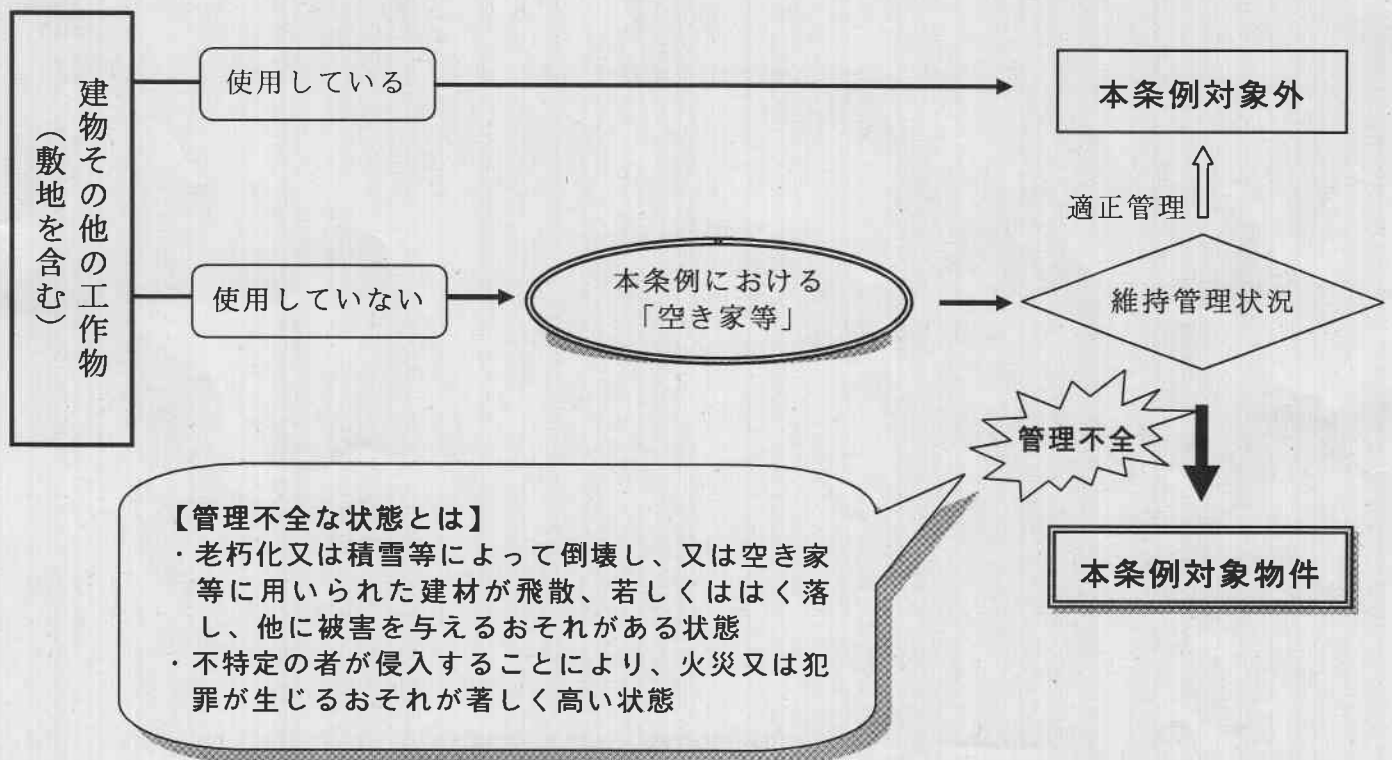 建物その他の工作物
（敷地を含む）
使用している
本条例対象外
適正管理
使用していない
本条例における
「空き家等」
維持管理状況
管理不全
本条例対象物件
【管理不全な状態とは】
・老朽化又は積雪等によって倒壊し、又は空き家
等に用いられた建材が飛散、若しくははく落
し、他に被害を与えるおそれがある状態
・不特定の者が侵入することにより、火災又は犯
罪が生じるおそれが著しく高い状態